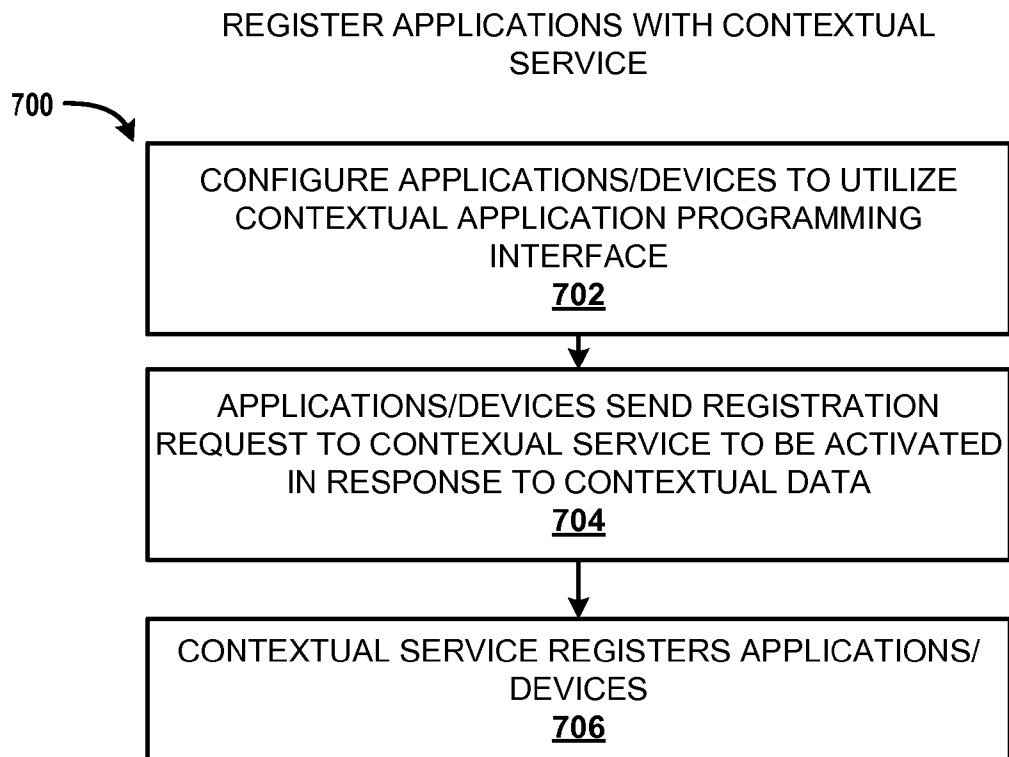 REGISTER APPLICATIONS WITH CONTEXTUAL
SERVICE
700
CONFIGURE APPLICATIONS/DEVICES TO UTILIZE
CONTEXTUAL APPLICATION PROGRAMMING
INTERFACE
702
APPLICATIONS/DEVICES SEND REGISTRATION
REQUEST TO CONTEXUAL SERVICE TO BE ACTIVATED
IN RESPONSE TO CONTEXTUAL DATA
704
CONTEXTUAL SERVICE REGISTERS APPLICATIONS/
DEVICES
706